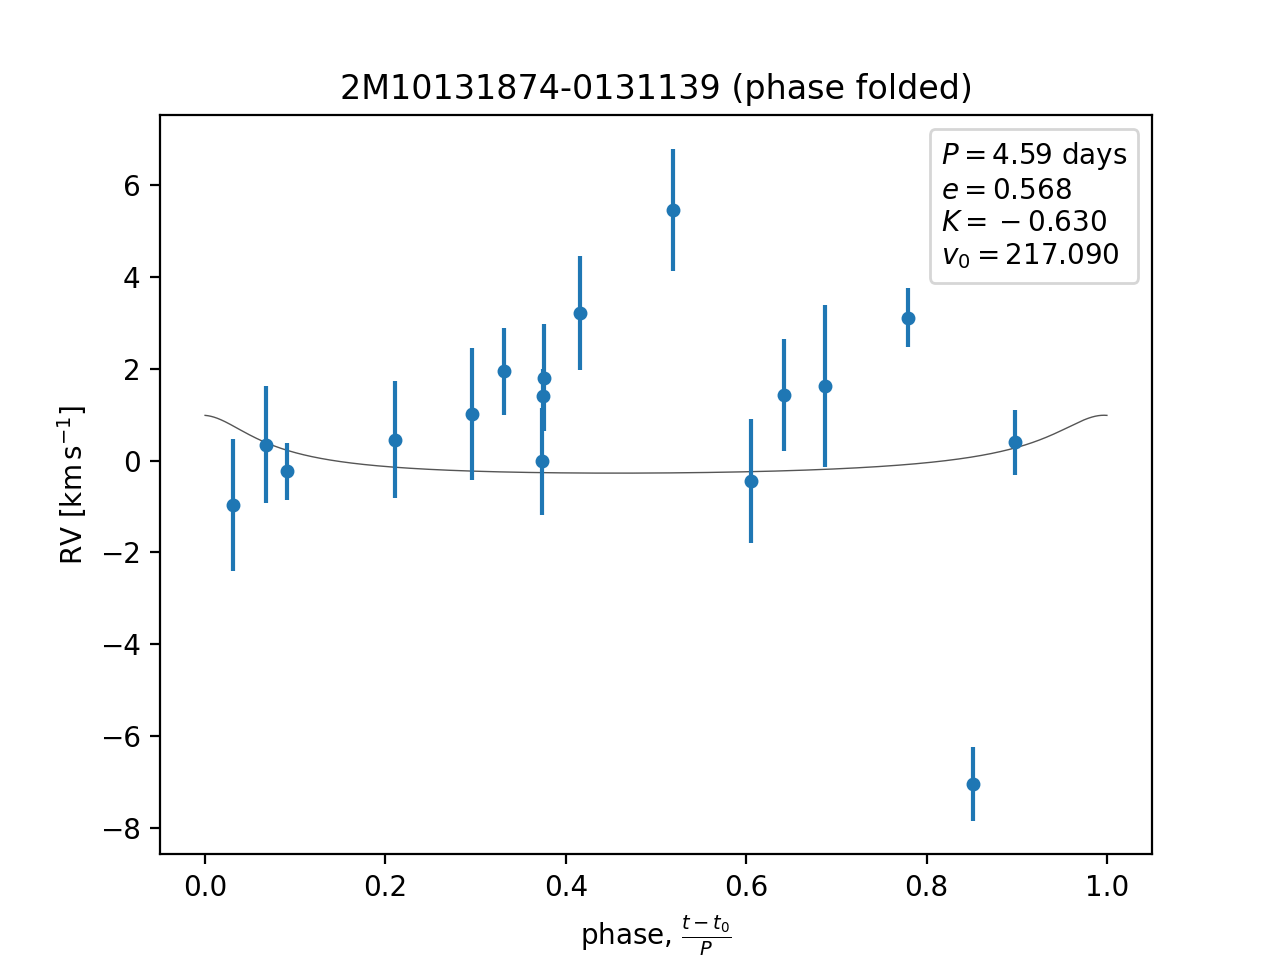 2M10131874-0131139 (phase folded)
P = 4.59 days
e = 0.568
K = −0.630
v₀ = 217.090
RV [km s⁻¹]
6
4
2
0
−2
−4
−6
−8
0.0 0.2 0.4 0.6 0.8 1.0
phase, (t − t₀)/P